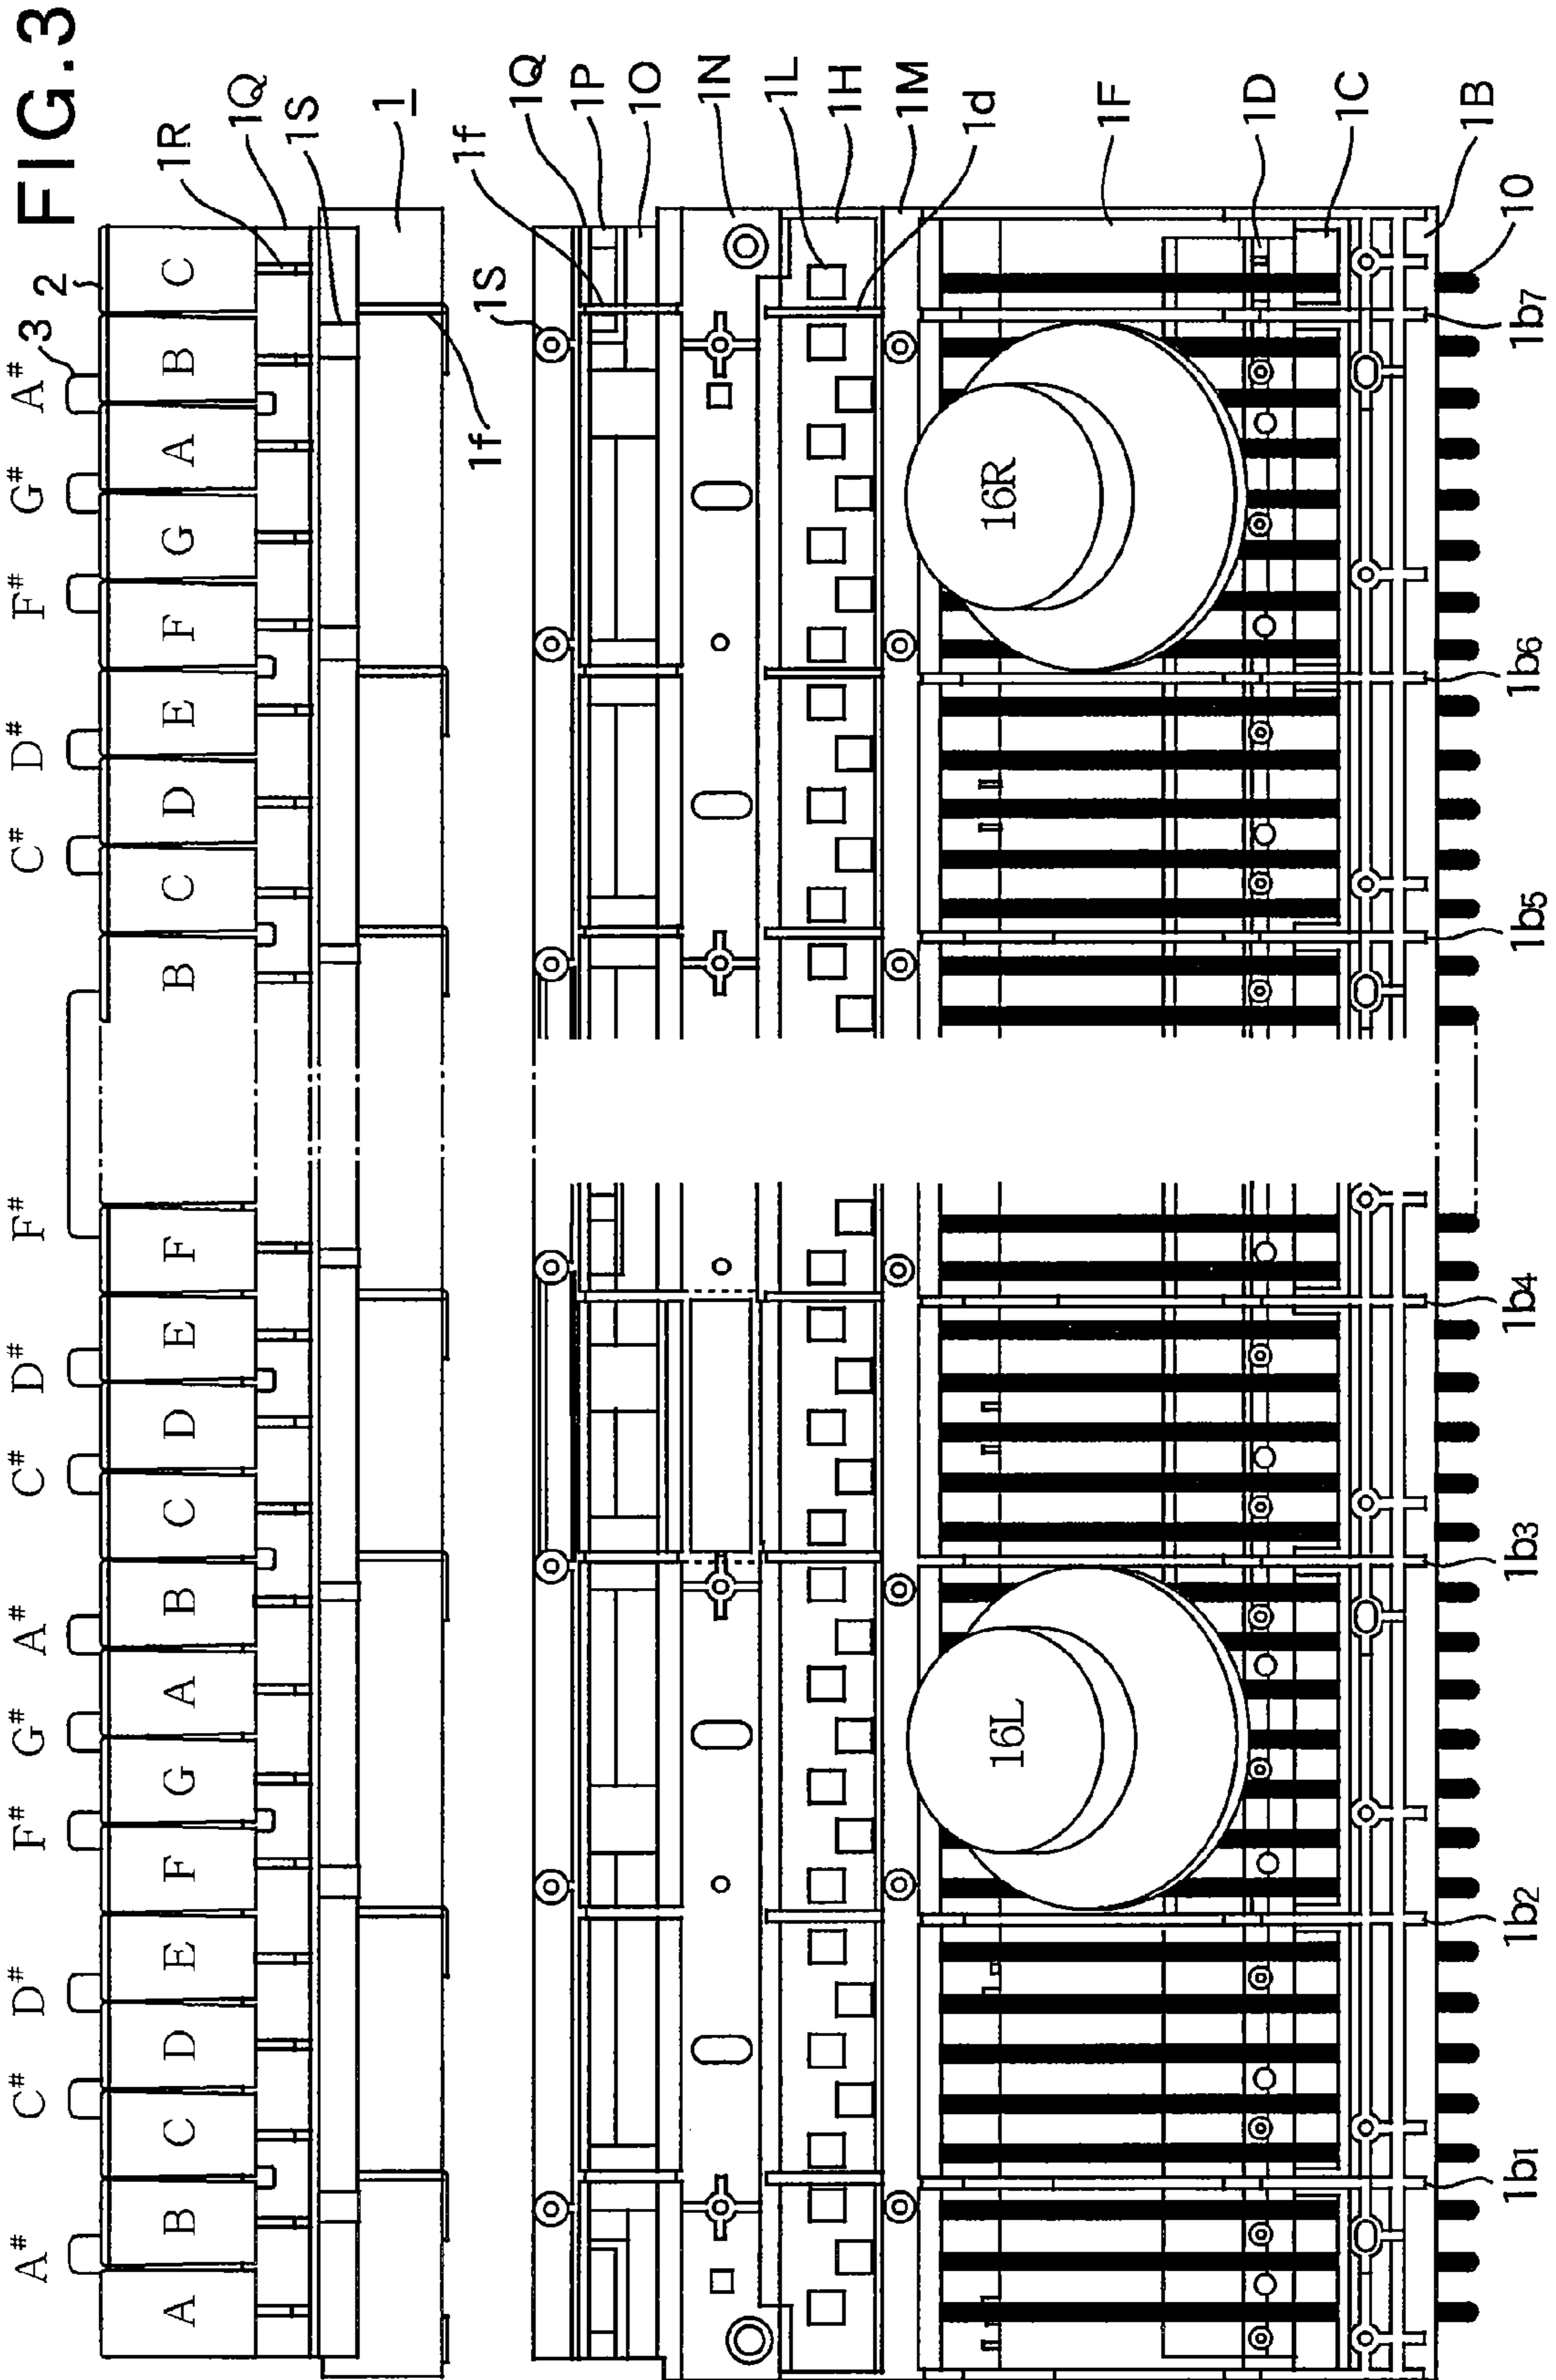 FIG.3
A# C# D# F# G# A# C# D# F# C# D# F# G# A#
3
2
A B C D E F G A B C D E F B C D E F G A B C
1R
1Q
1S
1
1f
1f
1S
1Q
1P
1O
1N
1L
1H
1M
1d
16L 16R
1F
1D
1C
1B
10
1b1 1b2 1b3 1b4 1b5 1b6 1b7